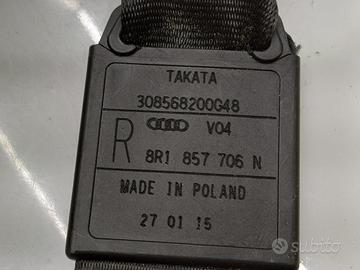 TAKATA
308568200G48
R
V04
8R1 857 706 N
MADE IN POLAND
27 01 15
subito